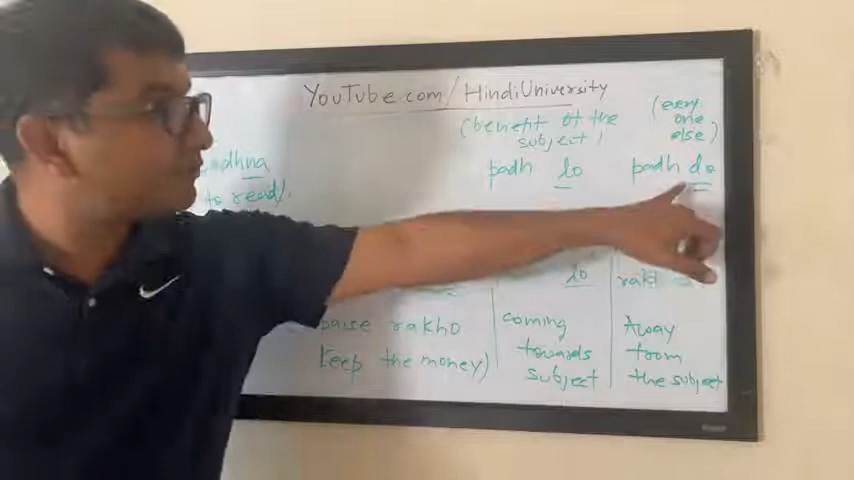 YouTube.com/HindiUniversity
(benefit of the
subject)
(every
one
else)
padh lo
padh do
to read).
lo
paise rakho
keep the money)
coming
towards
subject
Away
from
the subject